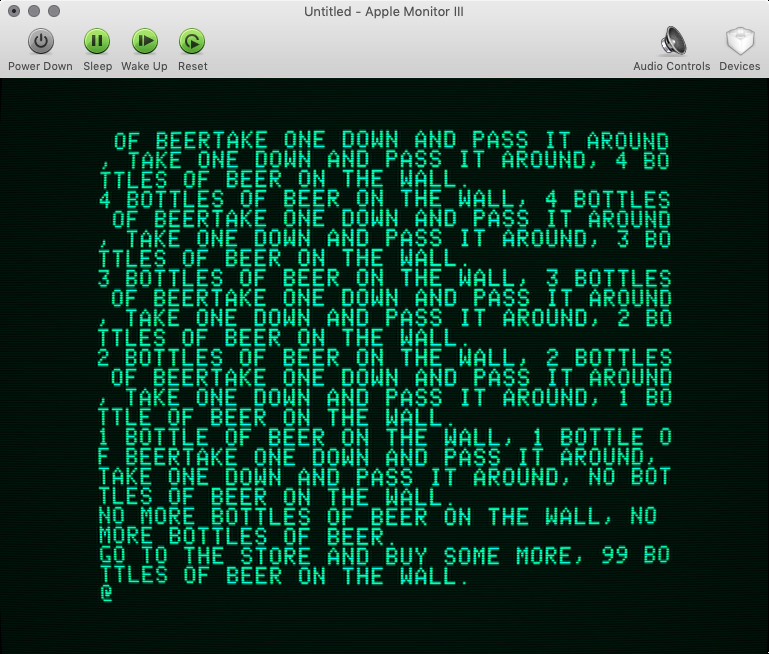 Untitled - Apple Monitor III
Power Down Sleep Wake Up Reset Audio Controls Devices
OF BEERTAKE ONE DOWN AND PASS IT AROUND
, TAKE ONE DOWN AND PASS IT AROUND, 4 BO
TTLES OF BEER ON THE WALL.
4 BOTTLES OF BEER ON THE WALL, 4 BOTTLES
OF BEERTAKE ONE DOWN AND PASS IT AROUND
, TAKE ONE DOWN AND PASS IT AROUND, 3 BO
TTLES OF BEER ON THE WALL.
3 BOTTLES OF BEER ON THE WALL, 3 BOTTLES
OF BEERTAKE ONE DOWN AND PASS IT AROUND
, TAKE ONE DOWN AND PASS IT AROUND, 2 BO
TTLES OF BEER ON THE WALL.
2 BOTTLES OF BEER ON THE WALL, 2 BOTTLES
OF BEERTAKE ONE DOWN AND PASS IT AROUND
, TAKE ONE DOWN AND PASS IT AROUND, 1 BO
TTLE OF BEER ON THE WALL.
1 BOTTLE OF BEER ON THE WALL, 1 BOTTLE O
F BEERTAKE ONE DOWN AND PASS IT AROUND,
TAKE ONE DOWN AND PASS IT AROUND, NO BOT
TLES OF BEER ON THE WALL.
NO MORE BOTTLES OF BEER ON THE WALL, NO
MORE BOTTLES OF BEER.
GO TO THE STORE AND BUY SOME MORE, 99 BO
TTLES OF BEER ON THE WALL.
@